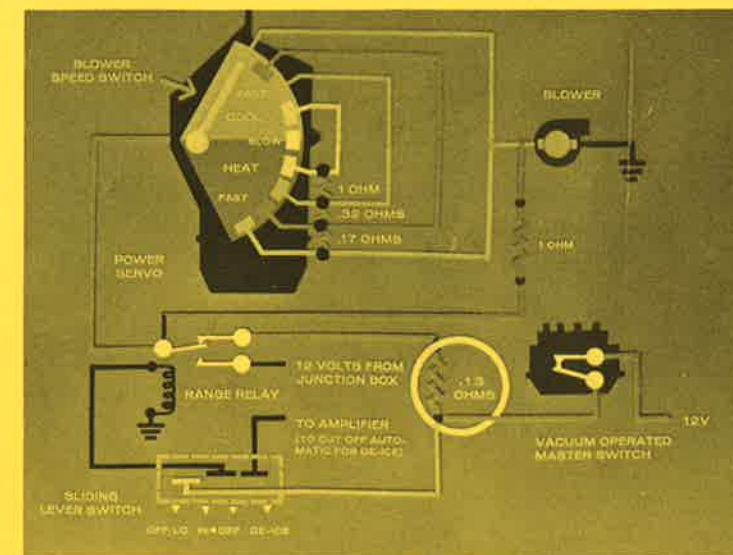 BLOWER
SPEED SWITCH
FAST
COOL
SLOW
HEAT
FAST
1 OHM
.32 OHMS
.17 OHMS
BLOWER
1 OHM
POWER
SERVO
12 VOLTS FROM
JUNCTION BOX
RANGE RELAY
.13
OHMS
TO AMPLIFIER
(TO CUT OFF AUTO-
MATIC FOR DE-ICE)
12V
VACUUM OPERATED
MASTER SWITCH
SLIDING
LEVER SWITCH
OFF LO DEF DE-ICE